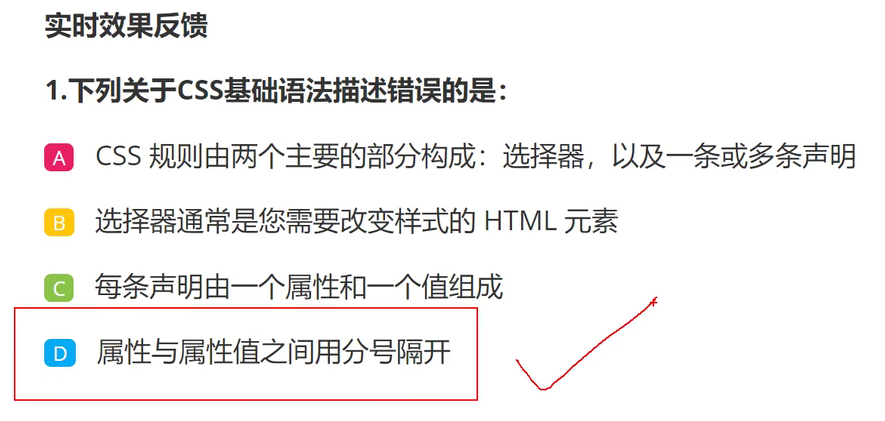 实时效果反馈
1.下列关于CSS基础语法描述错误的是：
A CSS 规则由两个主要的部分构成：选择器，以及一条或多条声明
B 选择器通常是您需要改变样式的 HTML 元素
C 每条声明由一个属性和一个值组成
D 属性与属性值之间用分号隔开